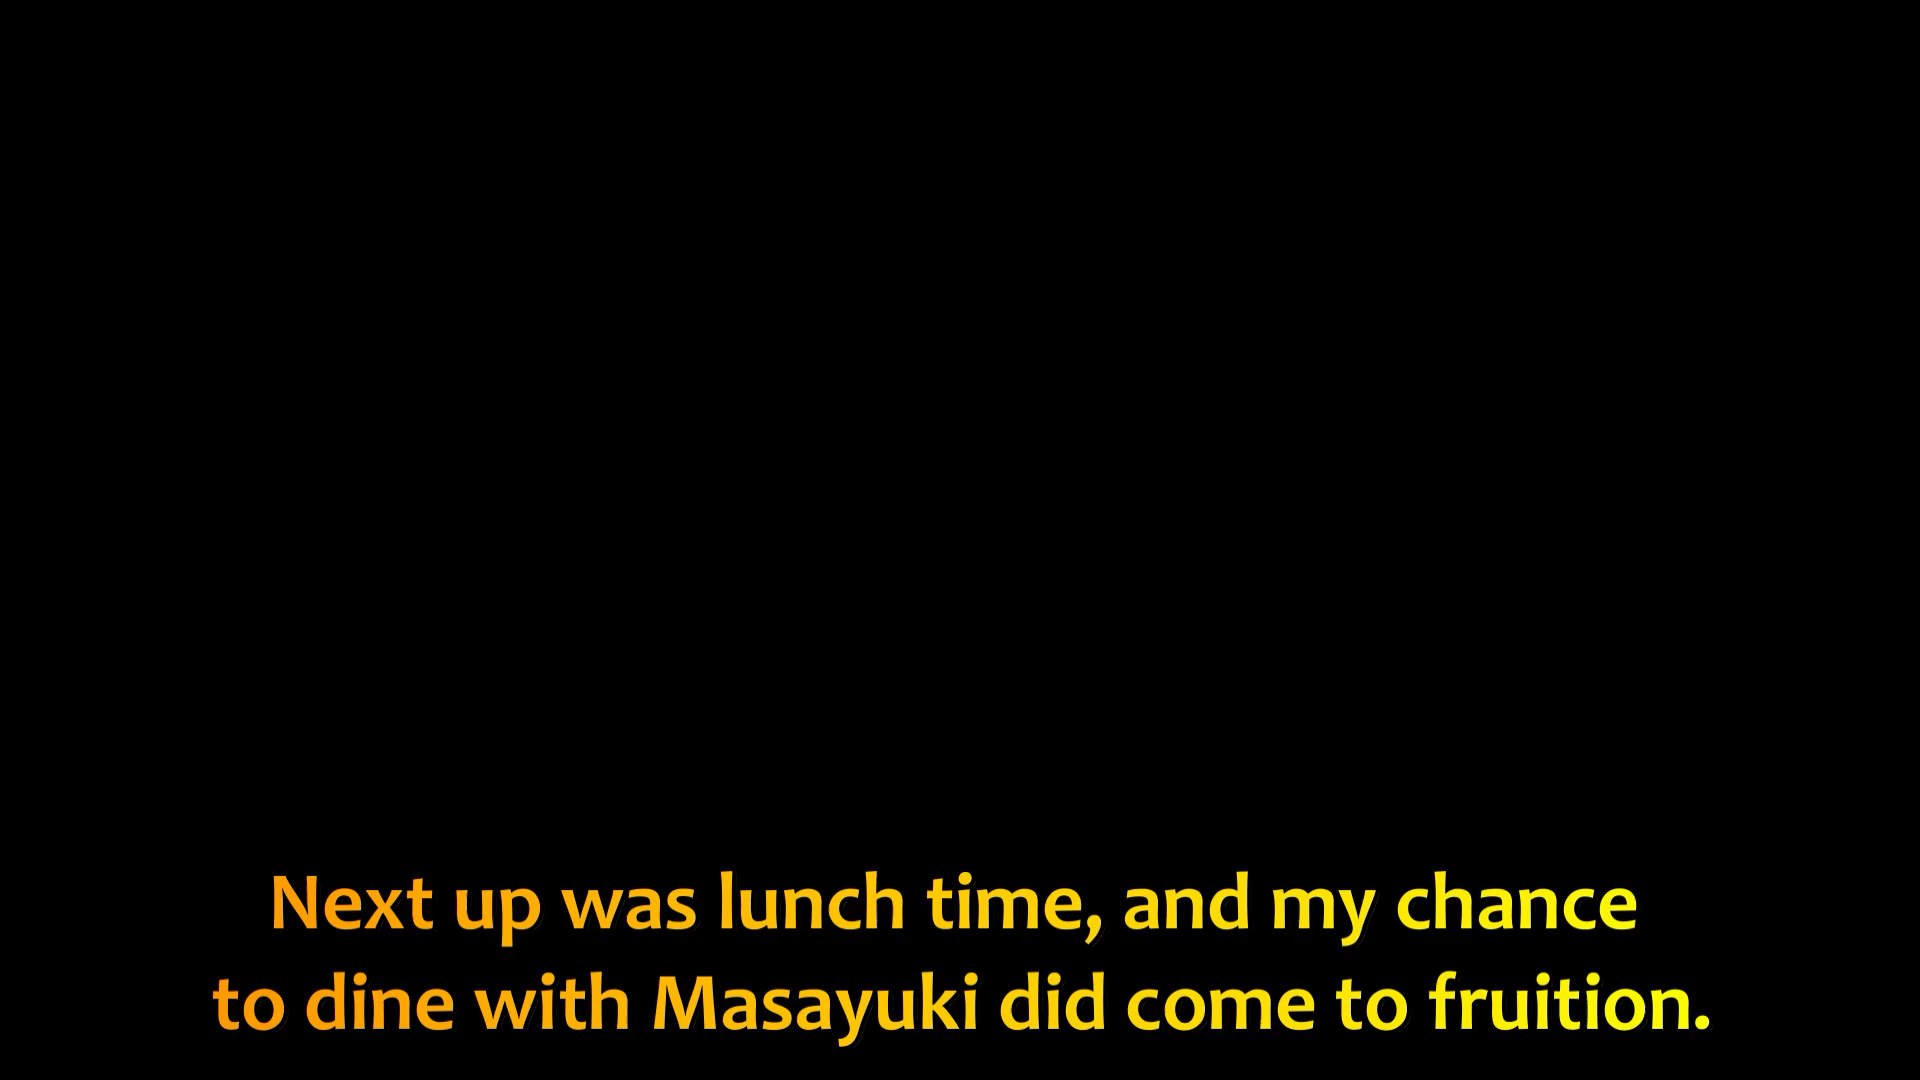 Next up was lunch time, and my chance
to dine with Masayuki did come to fruition.